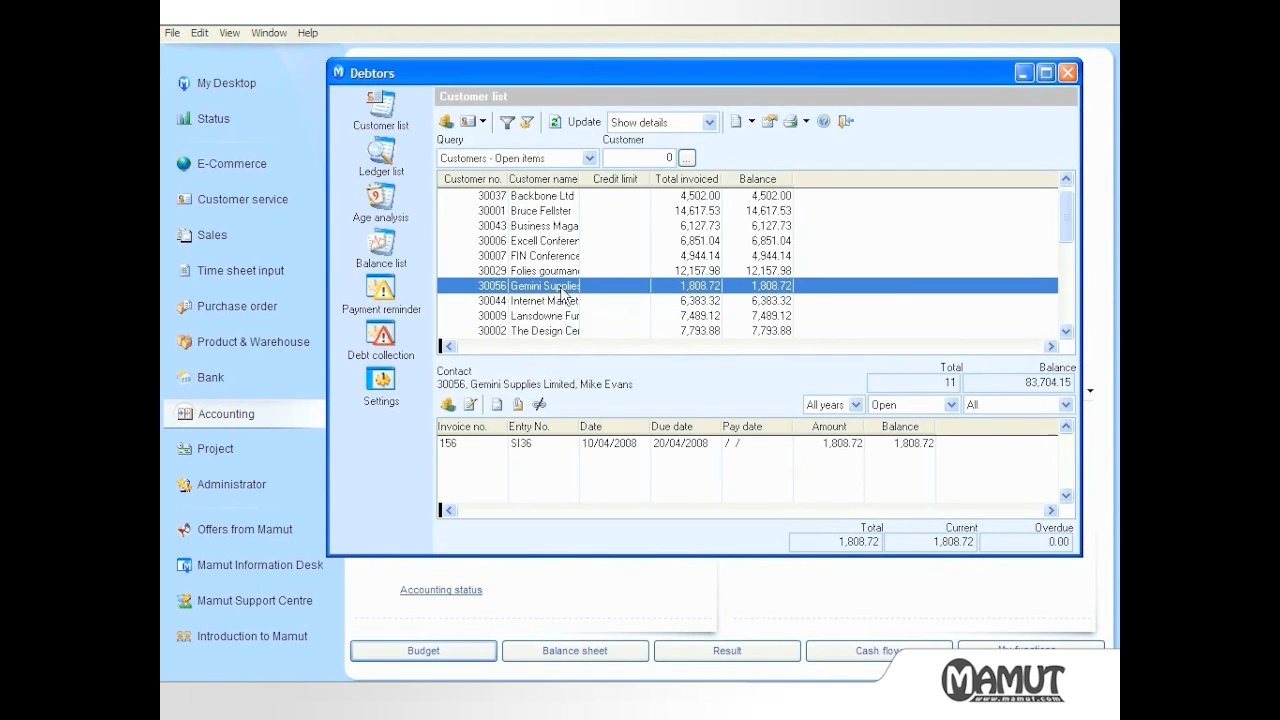 File Edit View Window Help
Debtors
My Desktop
Status
E-Commerce
Customer service
Sales
Time sheet input
Purchase order
Product & Warehouse
Bank
Accounting
Project
Administrator
Offers from Mamut
Mamut Information Desk
Mamut Support Centre
Introduction to Mamut
Customer list
Ledger list
Age analysis
Balance list
Payment reminder
Debt collection
Settings
Customer list
Update Show details
Query Customer
Customers - Open items 0 ...
Customer no. Customer name Credit limit Total invoiced Balance
30037 Backbone Ltd 4,502.00 4,502.00
30001 Bruce Fellster 14,617.53 14,617.53
30043 Business Maga 6,127.73 6,127.73
30006 Excell Conferen 6,851.04 6,851.04
30007 FIN Conference 4,944.14 4,944.14
30029 Folies gourman 12,157.98 12,157.98
30056 Gemini Supplies 1,808.72 1,808.72
30044 Internet Market 6,383.32 6,383.32
30009 Lansdowne Fur 7,489.12 7,489.12
30002 The Design Cen 7,793.88 7,793.88
Contact Total Balance
30056, Gemini Supplies Limited, Mike Evans 11 83,704.15
All years Open All
Invoice no. Entry No. Date Due date Pay date Amount Balance
156 SI36 10/04/2008 20/04/2008 / / 1,808.72 1,808.72
Total Current Overdue
1,808.72 1,808.72 0.00
Accounting status
Budget Balance sheet Result Cash flow
MAMUT
www.mamut.com